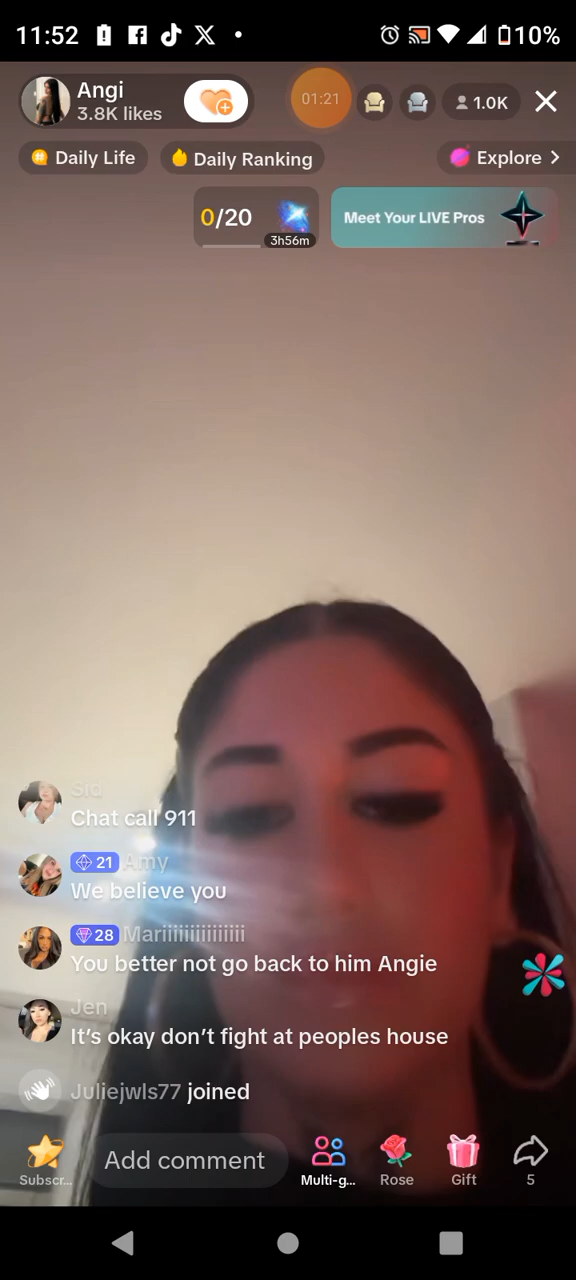 11:52
10%
Angi
3.8K likes
01:21
1.0K
Daily Life
Daily Ranking
Explore
0/20
3h56m
Meet Your LIVE Pros
Sid
Chat call 911
21 Amy
We believe you
28 Mariiiiiiiiiiiiiiii
You better not go back to him Angie
Jen
It's okay don't fight at peoples house
Juliejwls77 joined
Subscr...
Add comment
Multi-g...
Rose
Gift
5